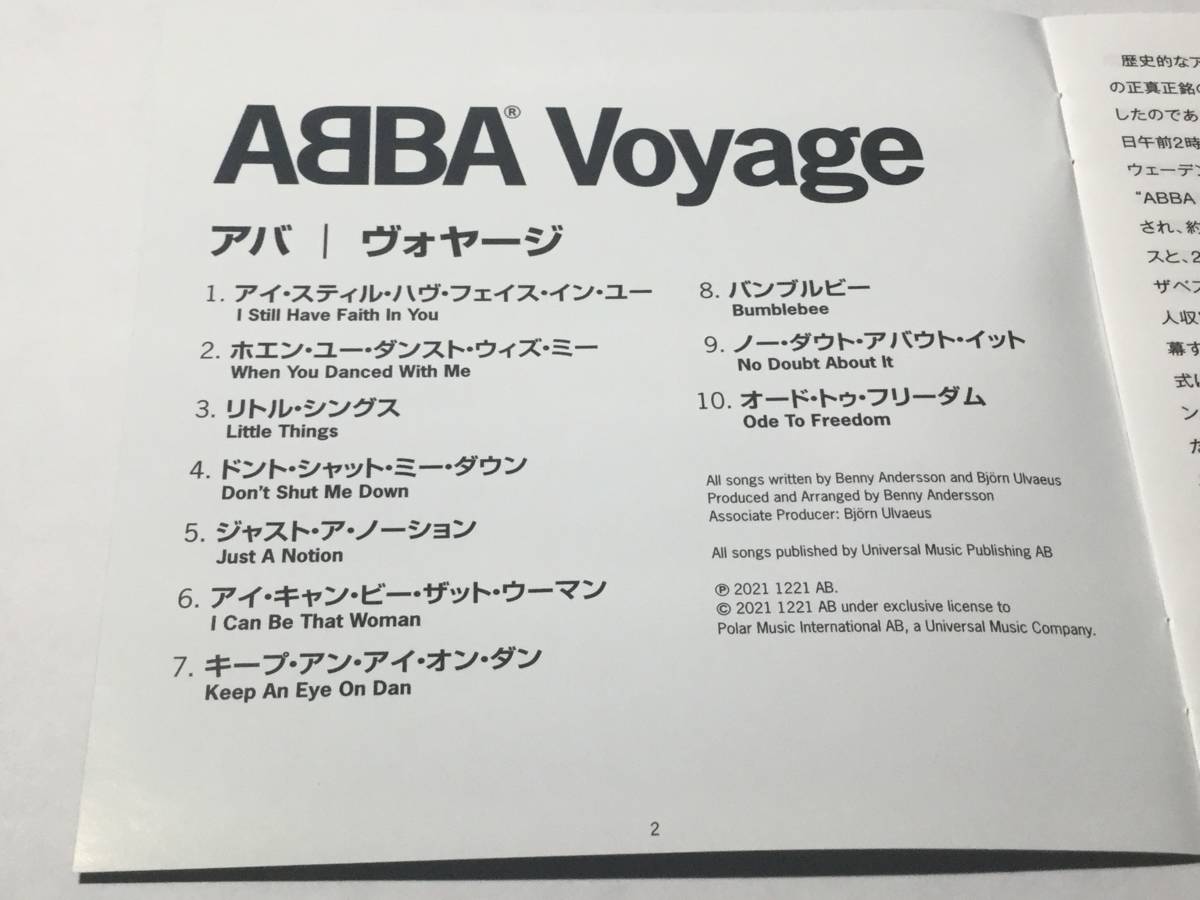 ABBA® Voyage
アバ | ヴォヤージ
1. アイ・スティル・ハヴ・フェイス・イン・ユー
I Still Have Faith In You
2. ホエン・ユー・ダンスト・ウィズ・ミー
When You Danced With Me
3. リトル・シングス
Little Things
4. ドント・シャット・ミー・ダウン
Don't Shut Me Down
5. ジャスト・ア・ノーション
Just A Notion
6. アイ・キャン・ビー・ザット・ウーマン
I Can Be That Woman
7. キープ・アン・アイ・オン・ダン
Keep An Eye On Dan
8. バンブルビー
Bumblebee
9. ノー・ダウト・アバウト・イット
No Doubt About It
10. オード・トゥ・フリーダム
Ode To Freedom
All songs written by Benny Andersson and Björn Ulvaeus
Produced and Arranged by Benny Andersson
Associate Producer: Björn Ulvaeus
All songs published by Universal Music Publishing AB
℗ 2021 1221 AB.
© 2021 1221 AB under exclusive license to
Polar Music International AB, a Universal Music Company.
2
歴史的なア
の正真正銘の
したのであ
日午前2時
ウェーデン
“ABBA
され、約
スと、2
ザベス
人収
幕す
式に
ン
た